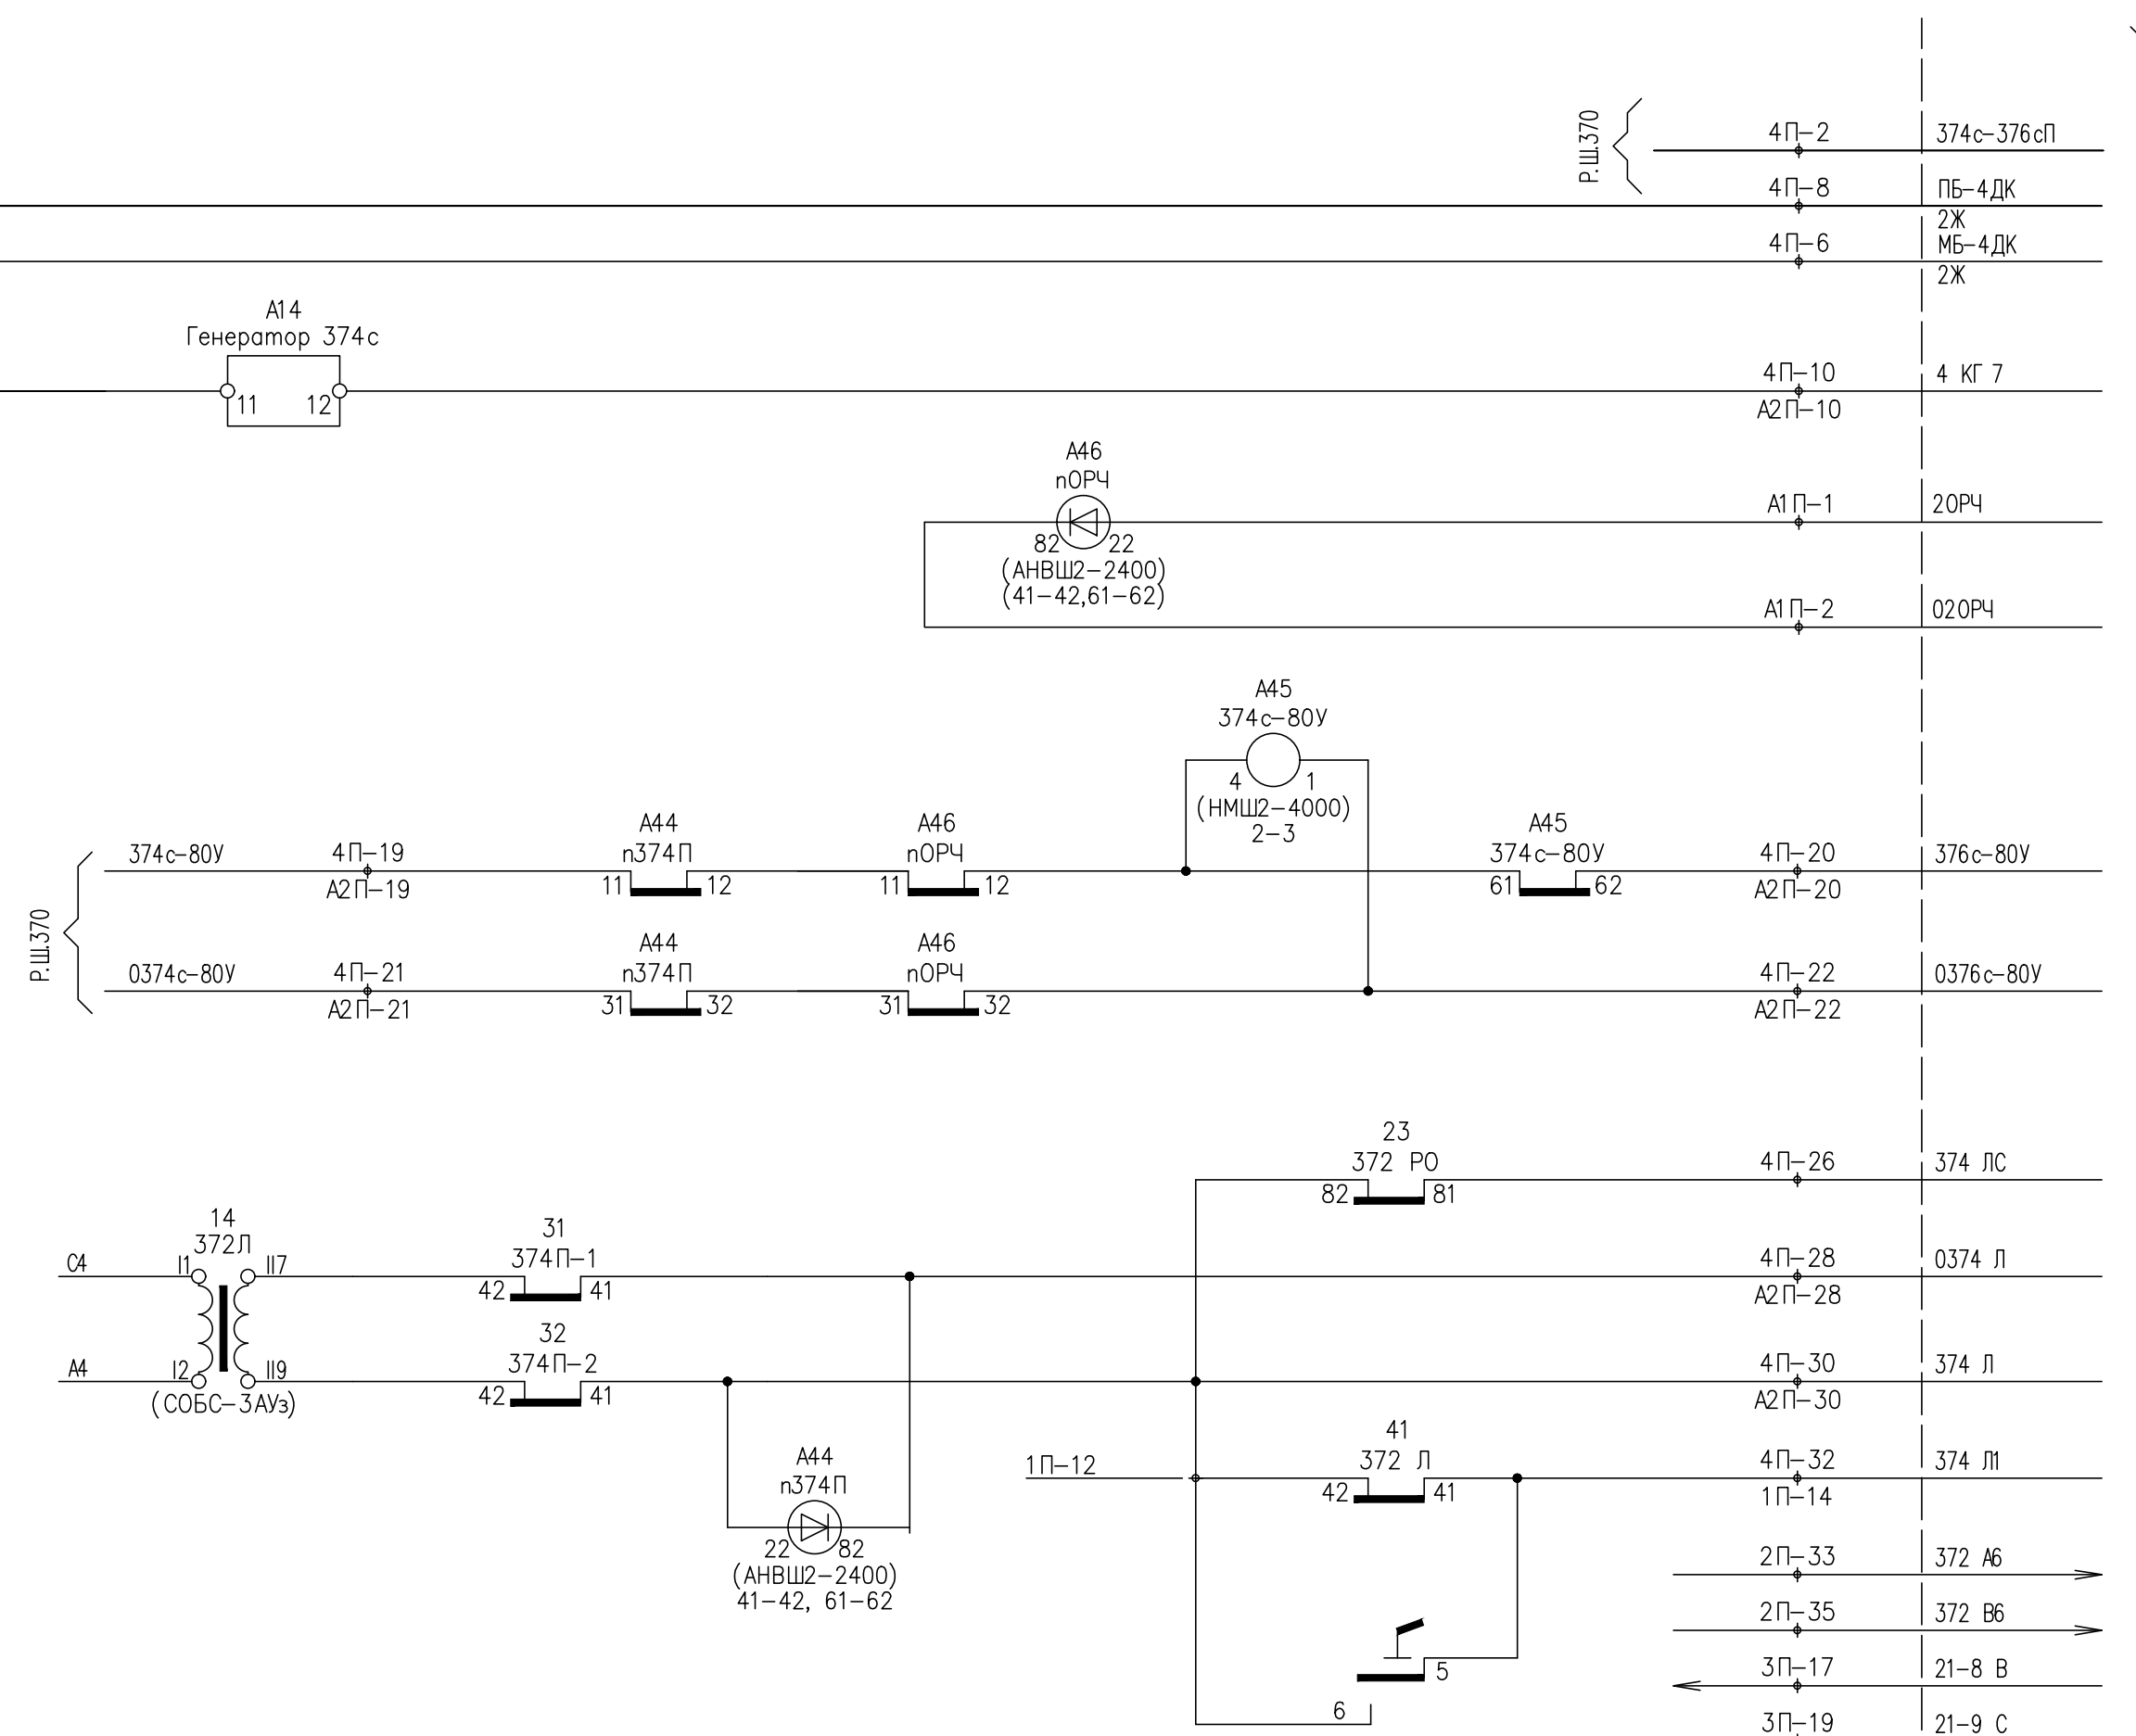 Р.Ш.370
4П-2
374с-376сП
4П-8
ПБ-4ДК
2Ж
4П-6
МБ-4ДК
2Ж
А14
Генератор 374с
11
12
4П-10
4 КГ 7
А2П-10
А46
пОРЧ
82
22
(АНВШ2-2400)
(41-42,61-62)
А1П-1
2ОРЧ
А1П-2
02ОРЧ
А45
374с-80У
4
1
(НМШ2-4000)
2-3
Р.Ш.370
374с-80У
4П-19
А2П-19
А44
п374П
11
12
А46
пОРЧ
11
12
А45
374с-80У
61
62
4П-20
А2П-20
376с-80У
0374с-80У
4П-21
А2П-21
А44
п374П
31
32
А46
пОРЧ
31
32
4П-22
А2П-22
0376с-80У
23
372 РО
82
81
4П-26
374 ЛС
14
372Л
С4
I1
II7
31
374П-1
42
41
4П-28
А2П-28
0374 Л
А4
I2
II9
(СОБС-3АУз)
32
374П-2
42
41
4П-30
А2П-30
374 Л
А44
п374П
22
82
(АНВШ2-2400)
41-42, 61-62
1П-12
41
372 Л
42
41
4П-32
1П-14
374 Л1
2П-33
372 А6
2П-35
372 В6
5
6
3П-17
21-8 В
3П-19
21-9 С